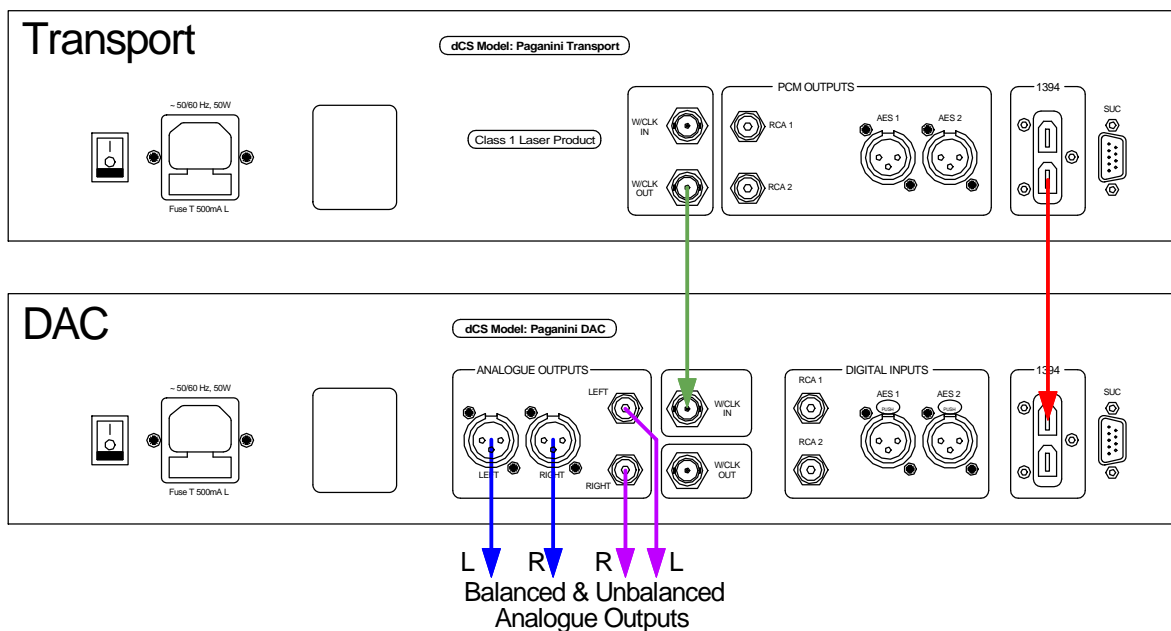 Transport
dCS Model: Paganini Transport
~ 50/60 Hz, 50W
Fuse T 500mA L
Class 1 Laser Product
W/CLK
IN
W/CLK
OUT
PCM OUTPUTS
RCA 1
RCA 2
AES 1
AES 2
1394
SUC
DAC
dCS Model: Paganini DAC
~ 50/60 Hz, 50W
Fuse T 500mA L
ANALOGUE OUTPUTS
LEFT
LEFT
RIGHT
RIGHT
W/CLK
IN
W/CLK
OUT
DIGITAL INPUTS
RCA 1
RCA 2
AES 1
PUSH
AES 2
PUSH
1394
SUC
L R R L
Balanced & Unbalanced
Analogue Outputs